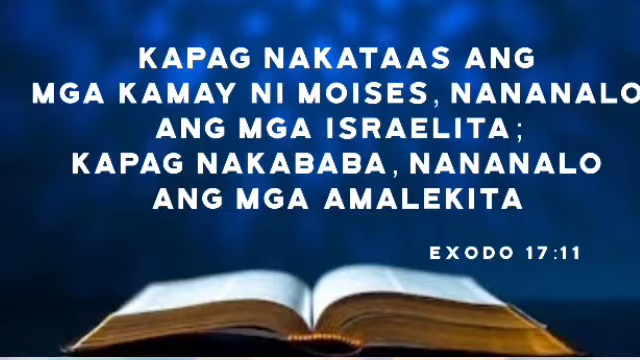 KAPAG NAKATAAS ANG
MGA KAMAY NI MOISES, NANANALO
ANG MGA ISRAELITA;
KAPAG NAKABABA, NANANALO
ANG MGA AMALEKITA
EXODO 17:11